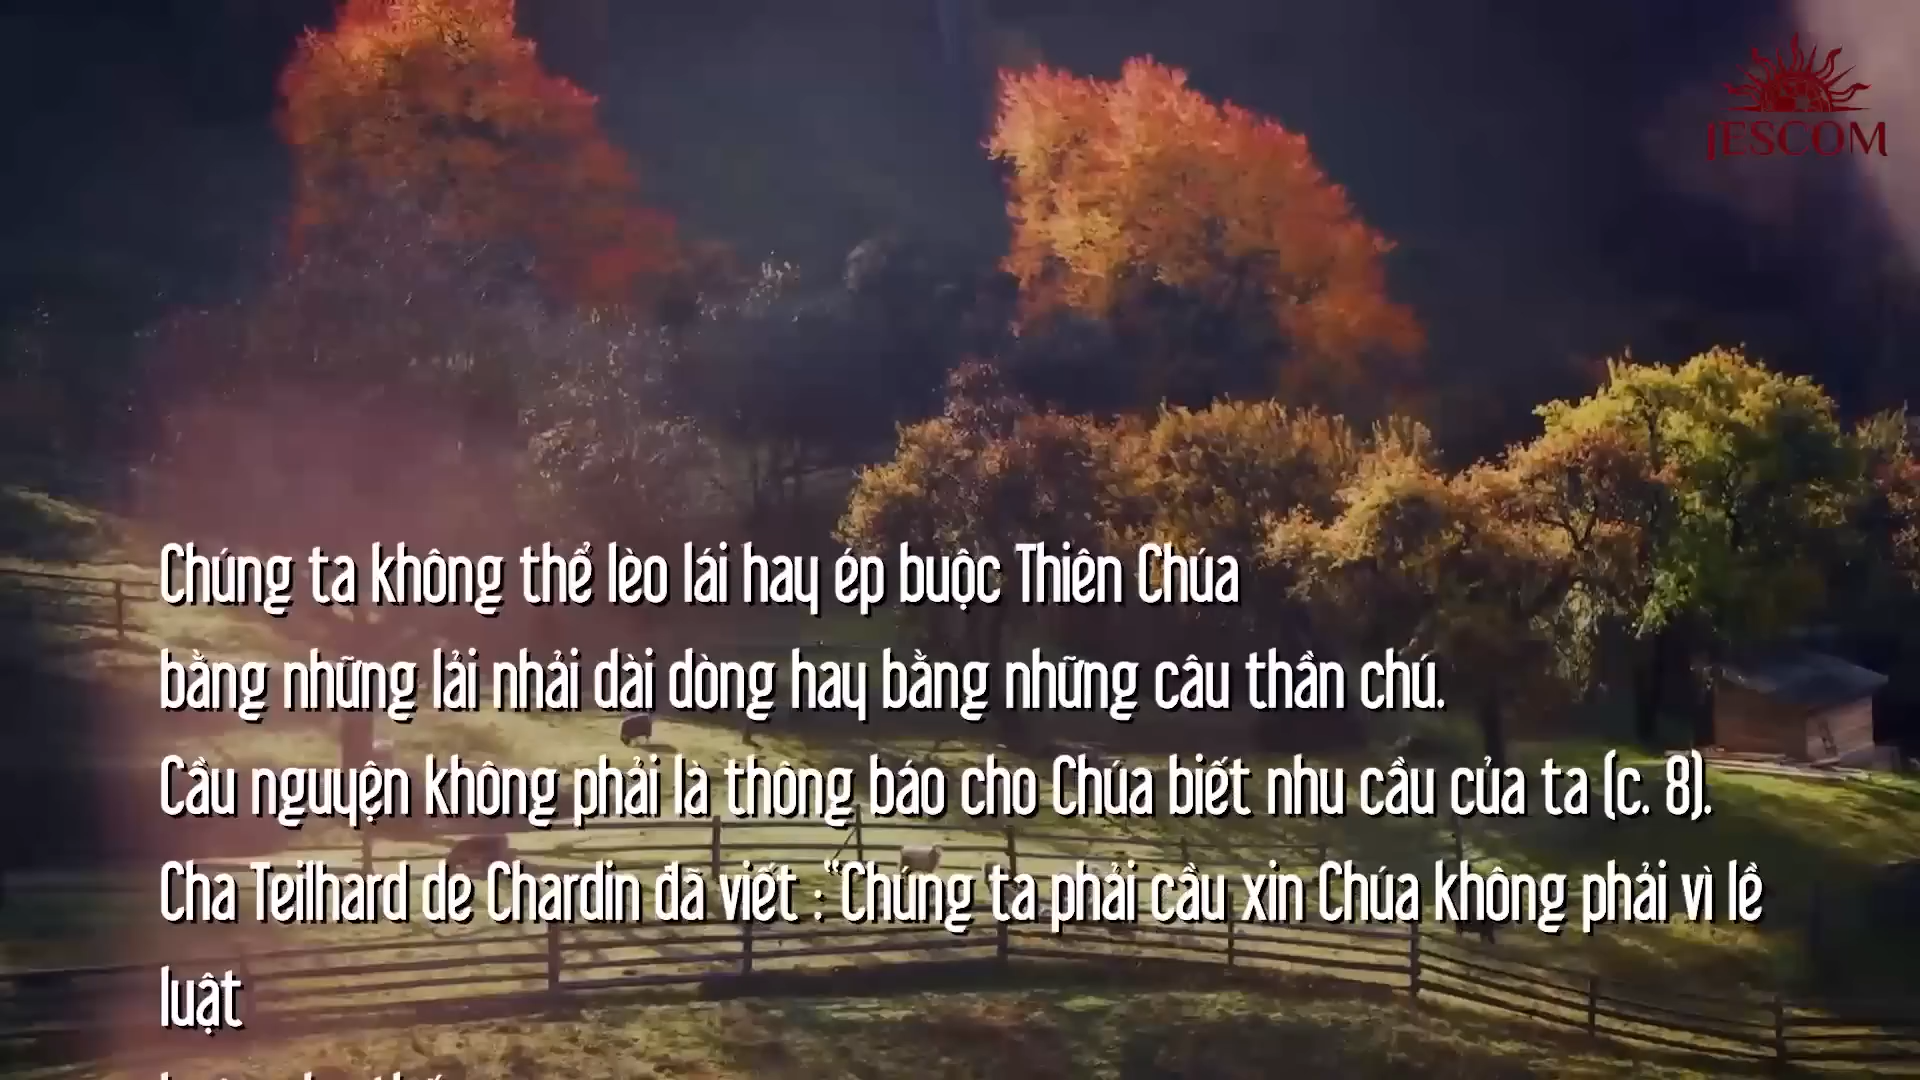 JESCOM
Chúng ta không thể lèo lái hay ép buộc Thiên Chúa
bằng những lải nhải dài dòng hay bằng những câu thần chú.
Cầu nguyện không phải là thông báo cho Chúa biết nhu cầu của ta (c. 8).
Cha Teilhard de Chardin đã viết : “Chúng ta phải cầu xin Chúa không phải vì lề
luật